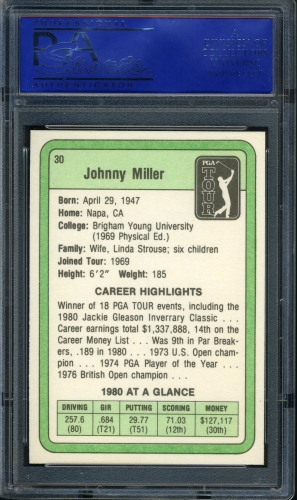 PSA
30
Johnny Miller
PGA
TOUR
Born: April 29, 1947
Home: Napa, CA
College: Brigham Young University
(1969 Physical Ed.)
Family: Wife, Linda Strouse; six children
Joined Tour: 1969
Height: 6'2" Weight: 185
CAREER HIGHLIGHTS
Winner of 18 PGA TOUR events, including the
1980 Jackie Gleason Inverrary Classic . . .
Career earnings total $1,337,888, 14th on the
Career Money List . . . Was 9th in Par Break-
ers, .189 in 1980 . . . 1973 U.S. Open cham-
pion . . . 1974 PGA Player of the Year . . .
1976 British Open champion . . .
1980 AT A GLANCE
DRIVING GIR PUTTING SCORING MONEY
257.6 .684 29.77 71.03 $127,117
(80) (T21) (T51) (12th) (30th)